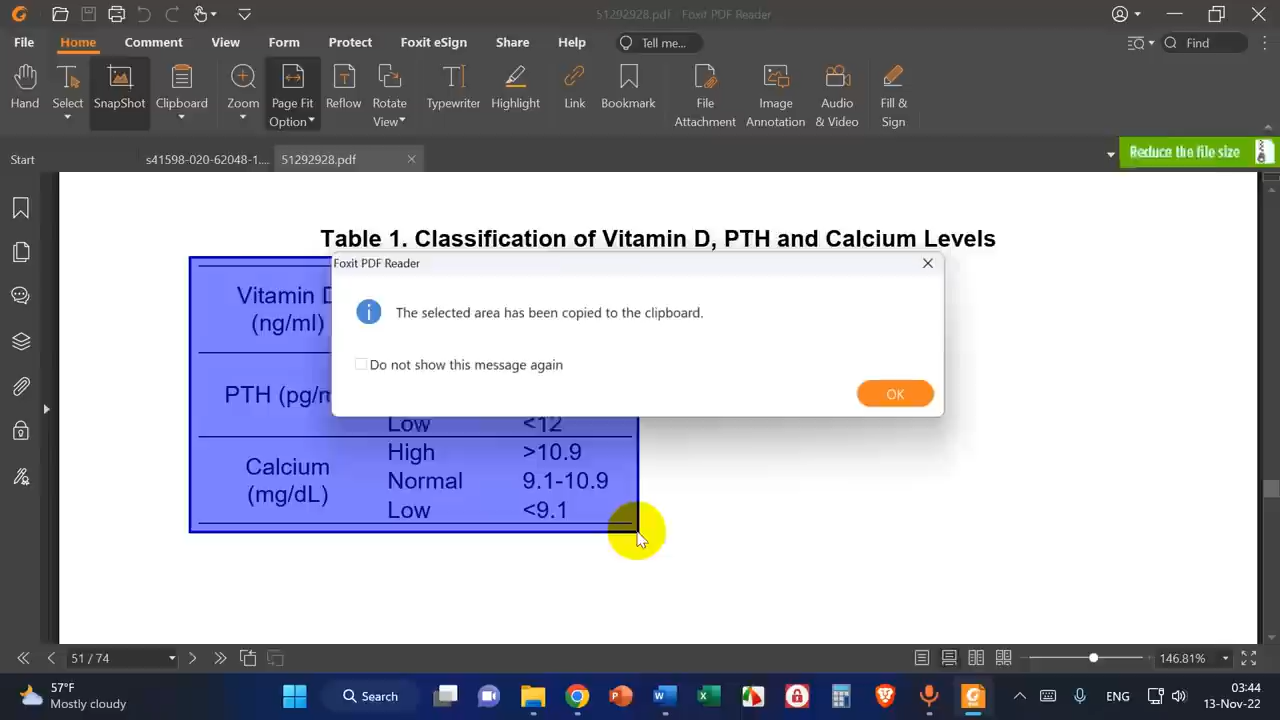 51292928.pdf - Foxit PDF Reader
File Home Comment View Form Protect Foxit eSign Share Help Tell me... Find
Hand Select SnapShot Clipboard Zoom Page Fit Option Reflow Rotate View Typewriter Highlight Link Bookmark File Attachment Image Annotation Audio & Video Fill & Sign
Start s41598-020-62048-1.... 51292928.pdf Reduce the file size
Table 1. Classification of Vitamin D, PTH and Calcium Levels
Foxit PDF Reader
Vitamin D
(ng/ml)
The selected area has been copied to the clipboard.
Do not show this message again
OK
PTH (pg/m
Low <12
High >10.9
Calcium
(mg/dL)
Normal 9.1-10.9
Low <9.1
51 / 74 146.81%
57°F
Mostly cloudy
Search
ENG
03:44
13-Nov-22